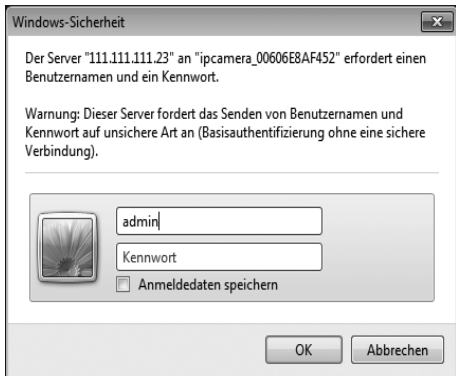 Windows-Sicherheit
Der Server "111.111.111.23" an "ipcamera_00606E8AF452" erfordert einen
Benutzernamen und ein Kennwort.
Warnung: Dieser Server fordert das Senden von Benutzernamen und
Kennwort auf unsichere Art an (Basisauthentifizierung ohne eine sichere
Verbindung).
admin
Kennwort
Anmeldedaten speichern
OK
Abbrechen